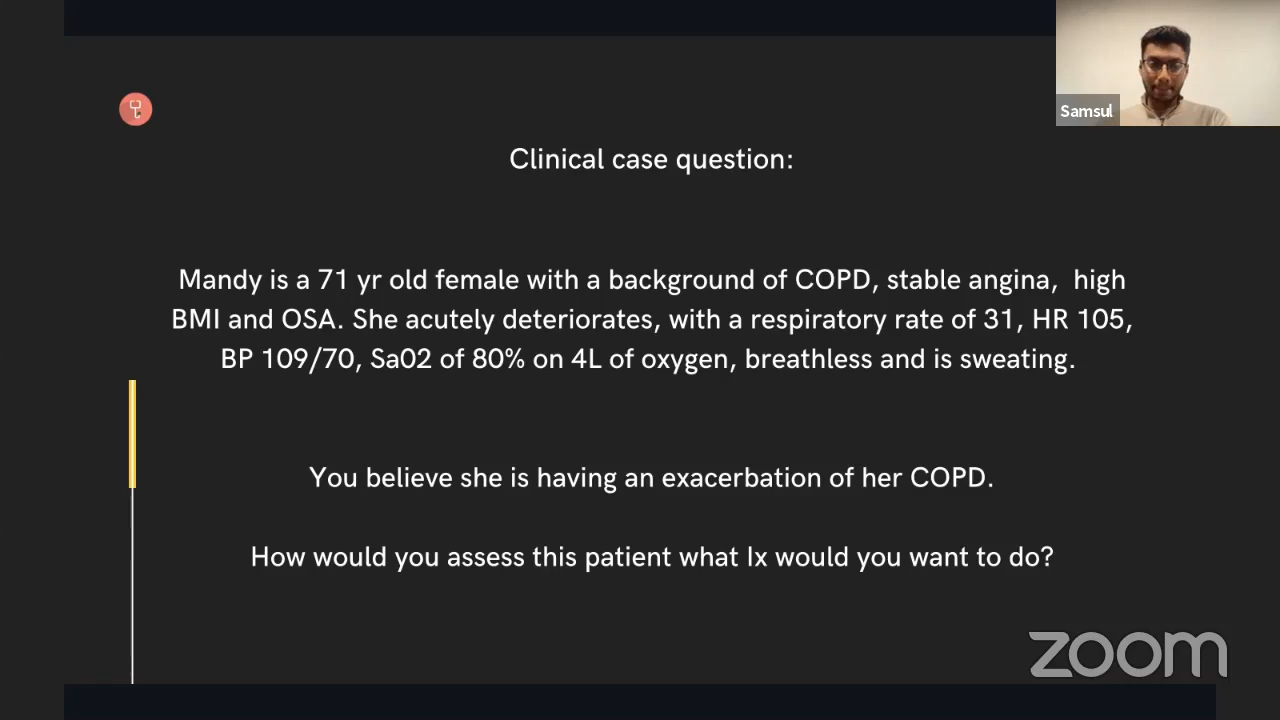 Samsul
Clinical case question:
Mandy is a 71 yr old female with a background of COPD, stable angina,  high
BMI and OSA. She acutely deteriorates, with a respiratory rate of 31, HR 105,
BP 109/70, Sa02 of 80% on 4L of oxygen, breathless and is sweating.
You believe she is having an exacerbation of her COPD.
How would you assess this patient what Ix would you want to do?
zoom